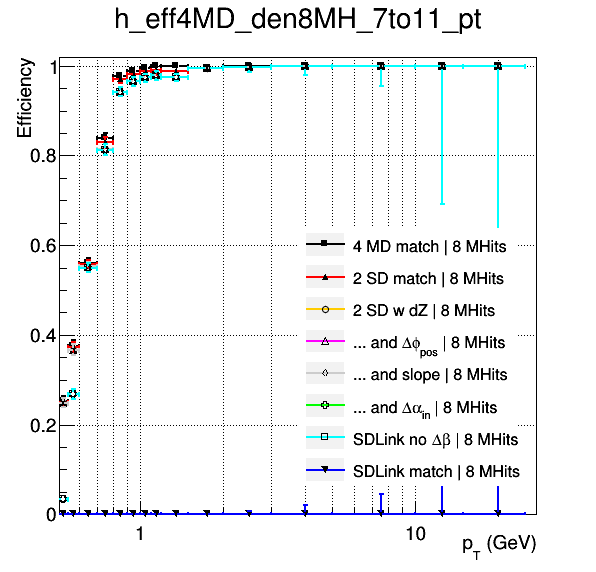 h_eff4MD_den8MH_7to11_pt
Efficiency
1
0.8
0.6
0.4
0.2
0
4 MD match | 8 MHits
2 SD match | 8 MHits
2 SD w dZ | 8 MHits
... and Δϕ_pos | 8 MHits
... and slope | 8 MHits
... and Δα_in | 8 MHits
SDLink no Δβ | 8 MHits
SDLink match | 8 MHits
1 10
p_T (GeV)